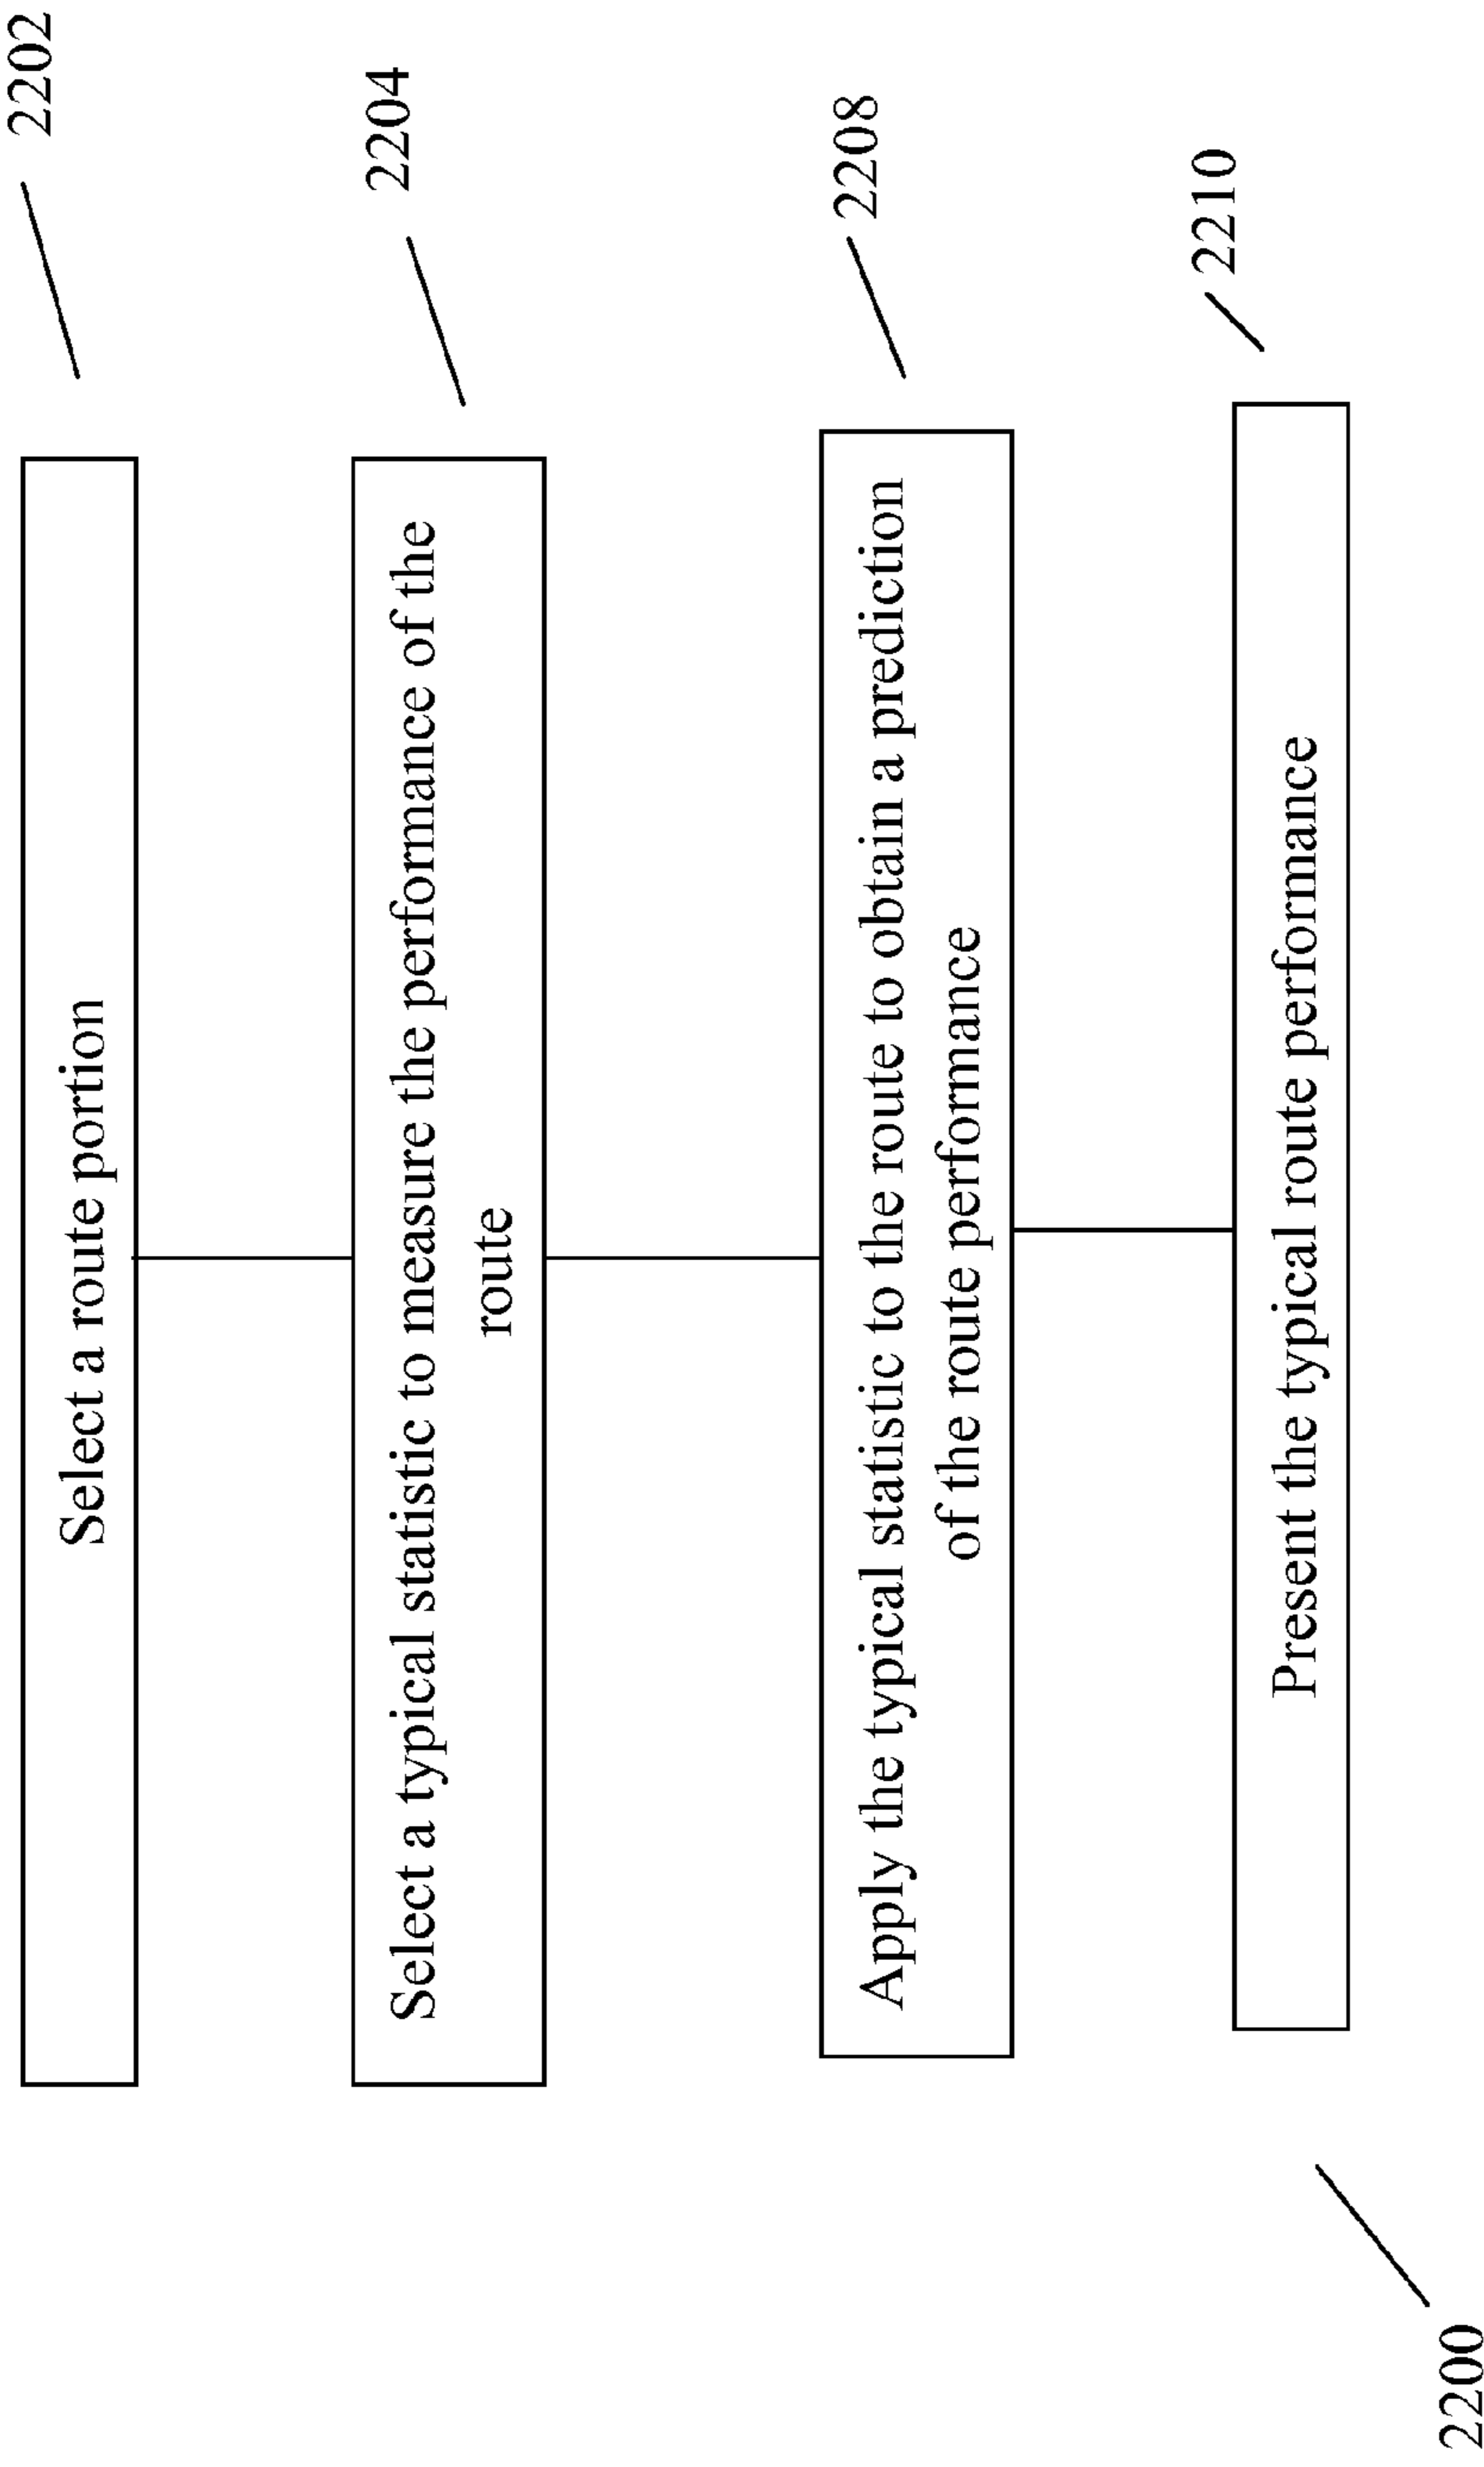 2202
Select a route portion
2204
Select a typical statistic to measure the performance of the
route
2208
Apply the typical statistic to the route to obtain a prediction
of the route performance
2210
Present the typical route performance
2200